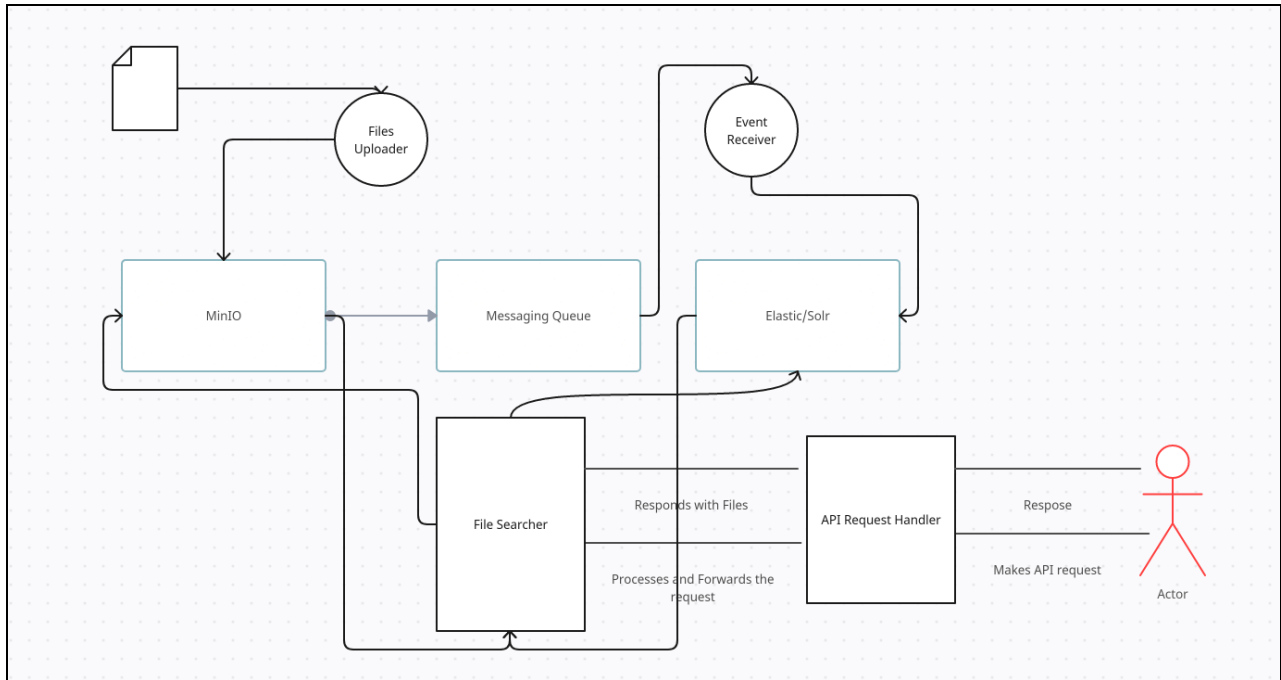 Files
Uploader
Event
Receiver
MinIO
Messaging Queue
Elastic/Solr
File Searcher
Responds with Files
Processes and Forwards the
request
API Request Handler
Respose
Makes API request
Actor